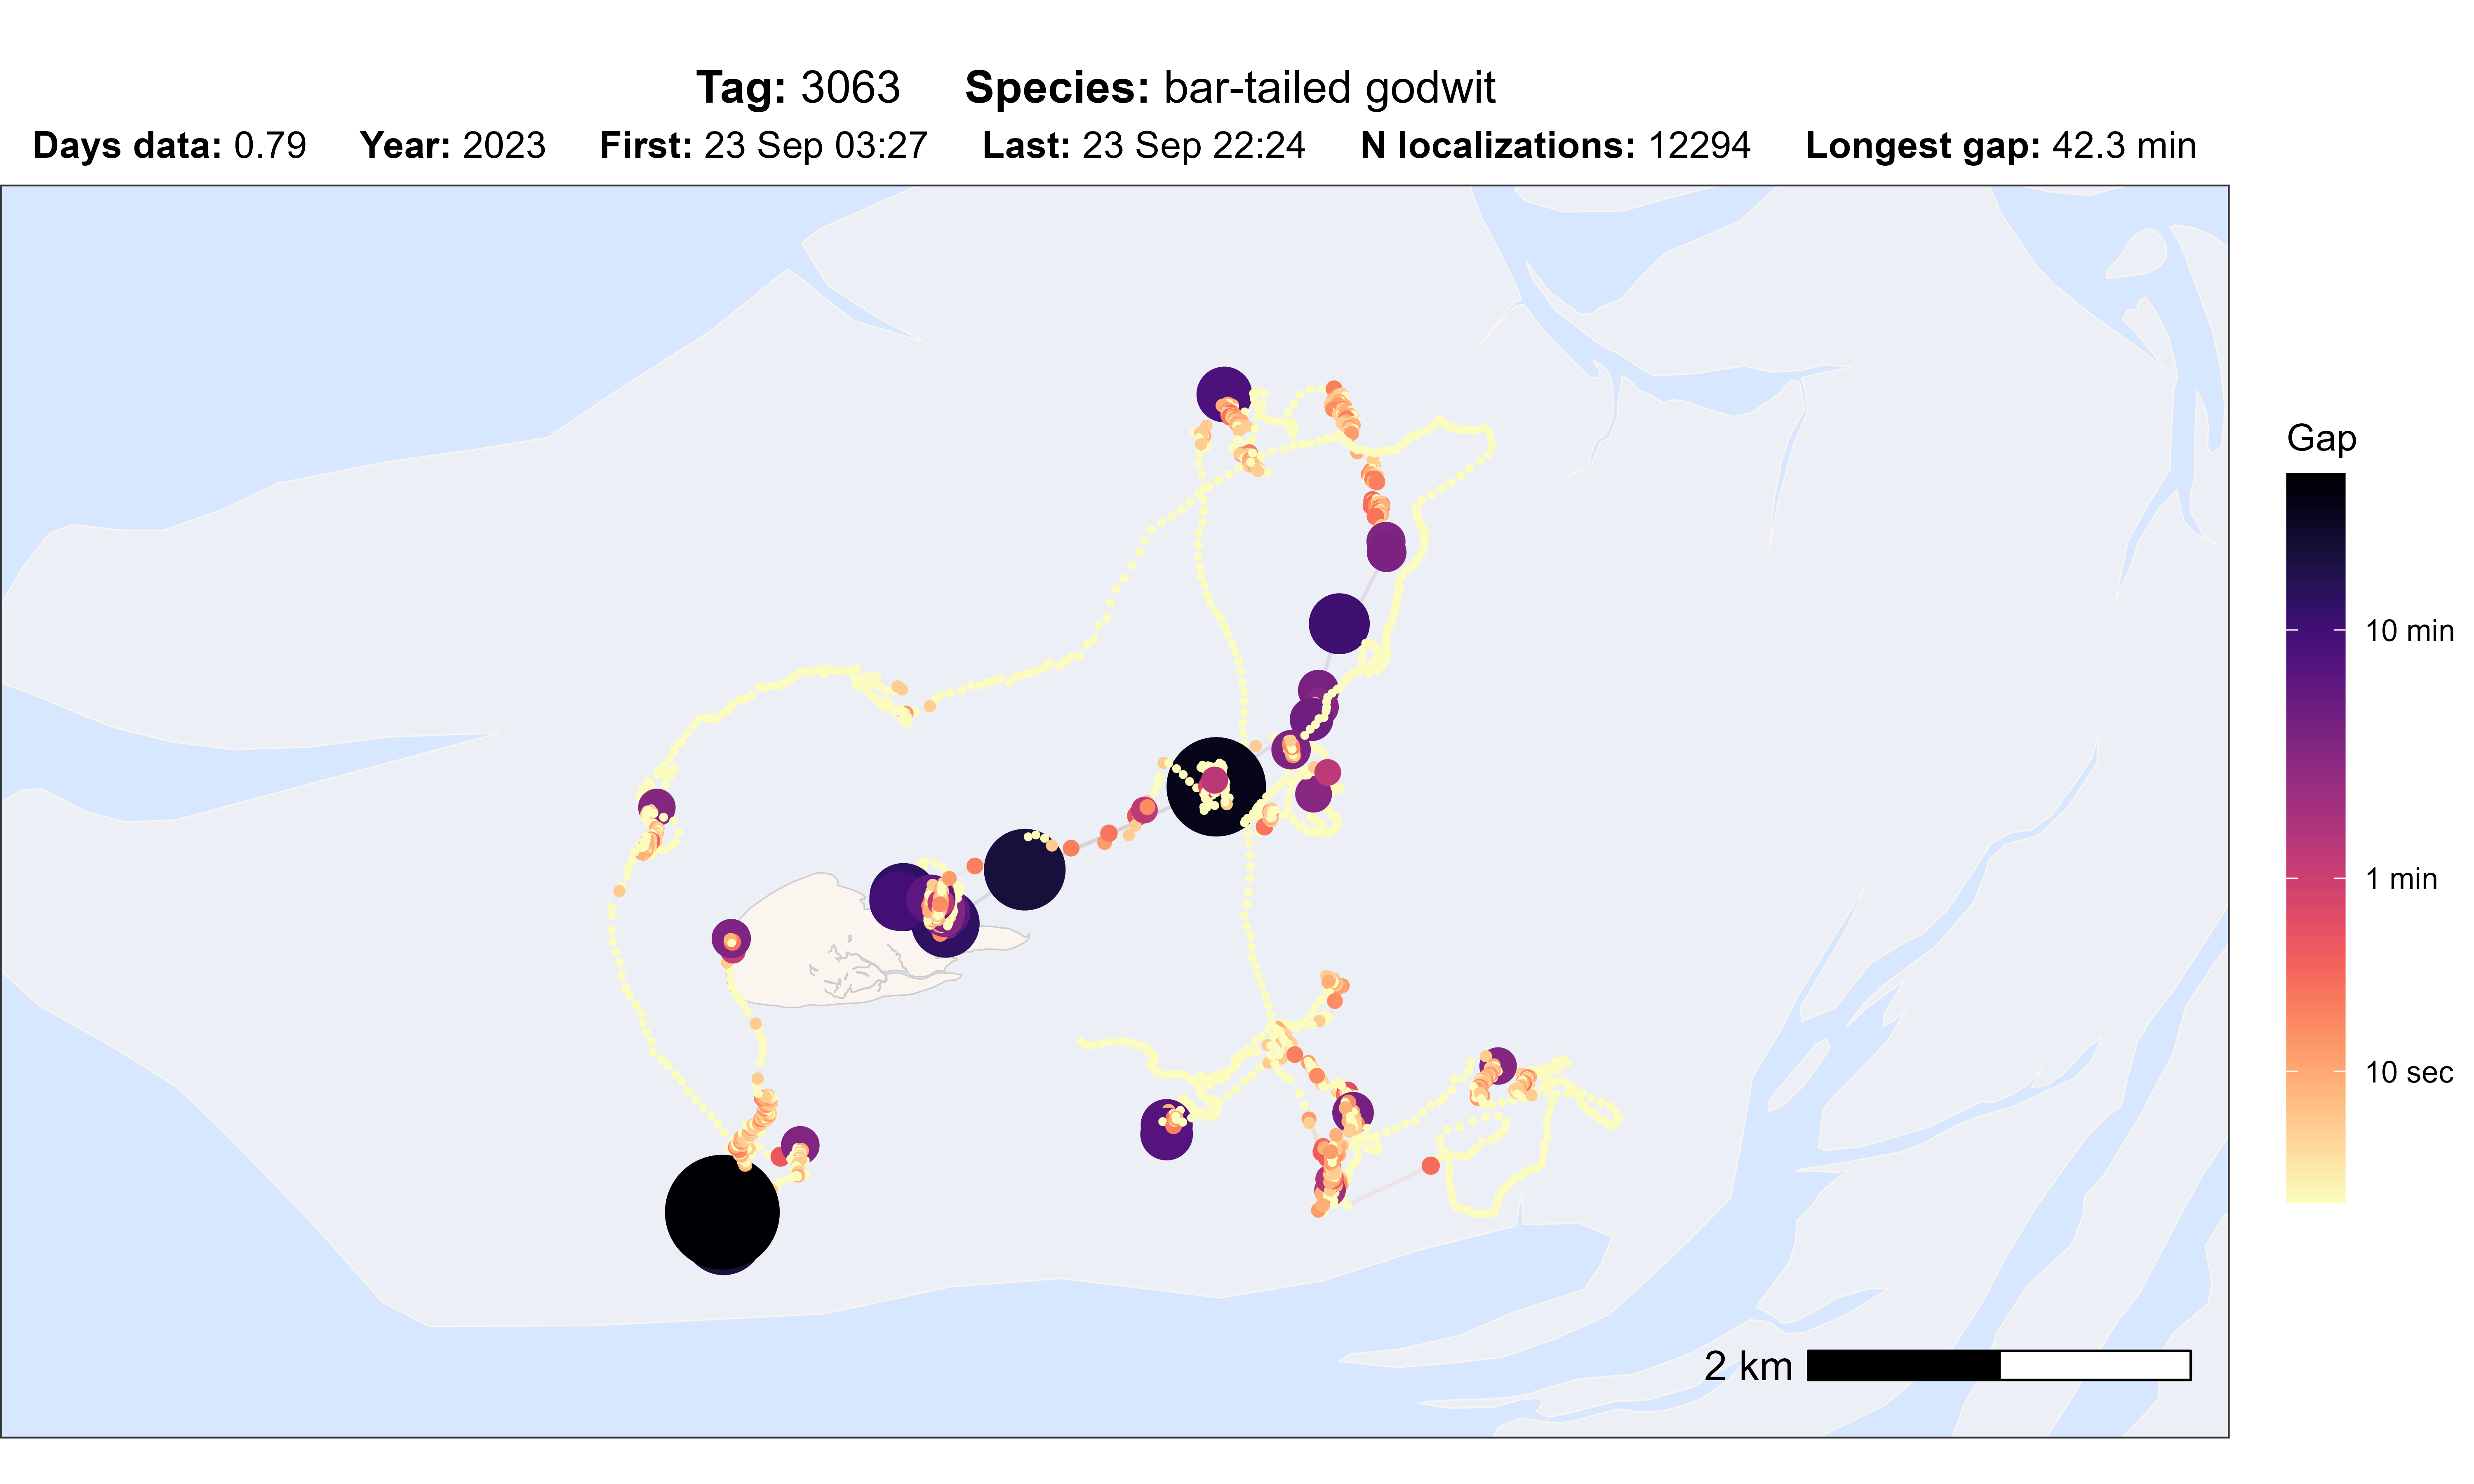 Tag: 3063 Species: bar-tailed godwit
Days data: 0.79 Year: 2023 First: 23 Sep 03:27 Last: 23 Sep 22:24 N localizations: 12294 Longest gap: 42.3 min
Gap
10 min
1 min
10 sec
2 km